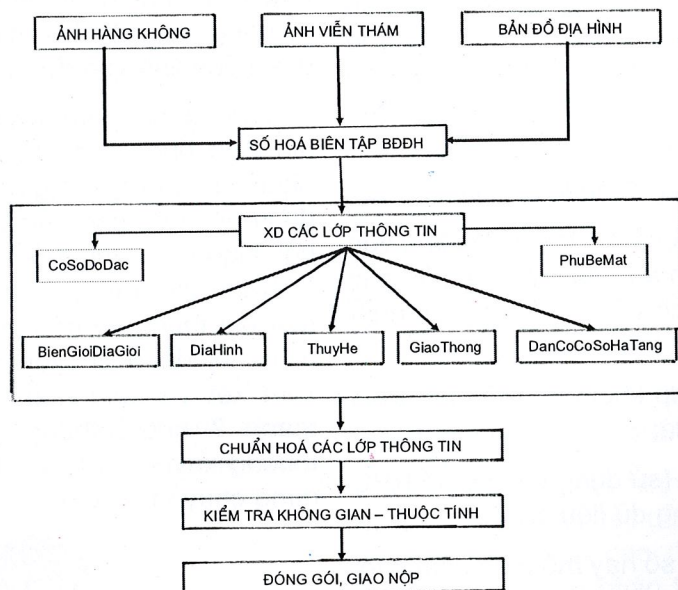 ẢNH HÀNG KHÔNG
ẢNH VIỄN THÁM
BẢN ĐỒ ĐỊA HÌNH
SỐ HOÁ BIÊN TẬP BĐĐH
XD CÁC LỚP THÔNG TIN
CoSoDoDac
PhuBeMat
BienGioiDiaGioi
DiaHinh
ThuyHe
GiaoThong
DanCoCoSoHaTang
CHUẨN HOÁ CÁC LỚP THÔNG TIN
KIỂM TRA KHÔNG GIAN – THUỘC TÍNH
ĐÓNG GÓI, GIAO NỘP